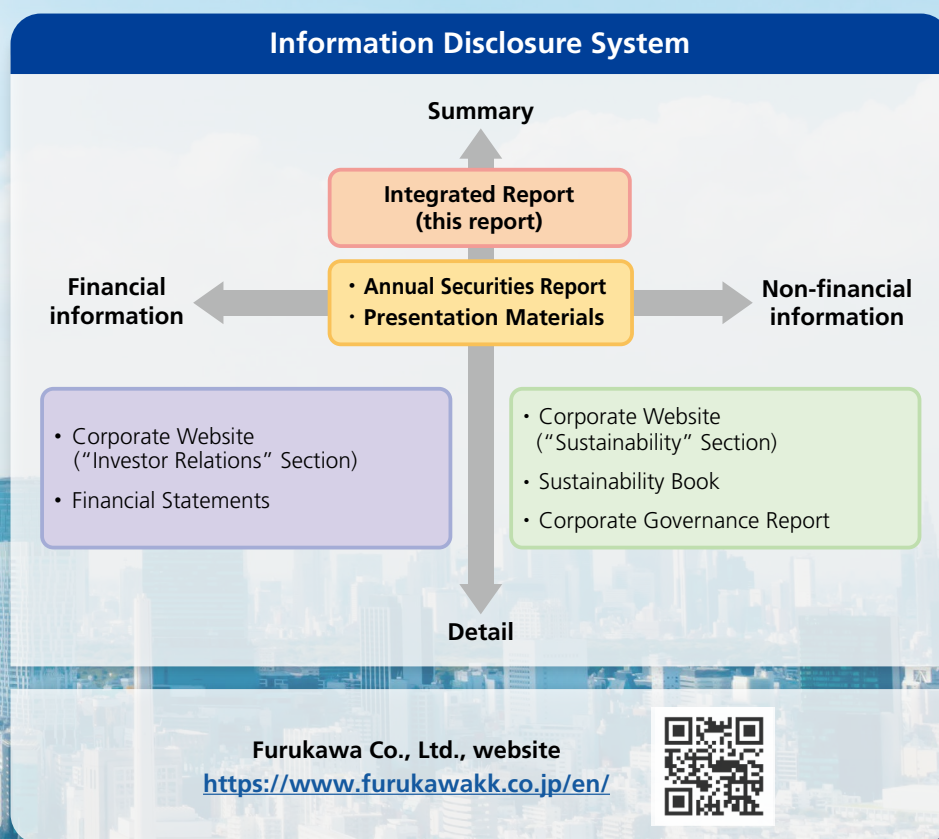 Information Disclosure System
Summary
Integrated Report
(this report)
Financial
information
・Annual Securities Report
・Presentation Materials
Non-financial
information
• Corporate Website
(“Investor Relations” Section)
• Financial Statements
・Corporate Website
(“Sustainability” Section)
・Sustainability Book
・Corporate Governance Report
Detail
Furukawa Co., Ltd., website
https://www.furukawakk.co.jp/en/